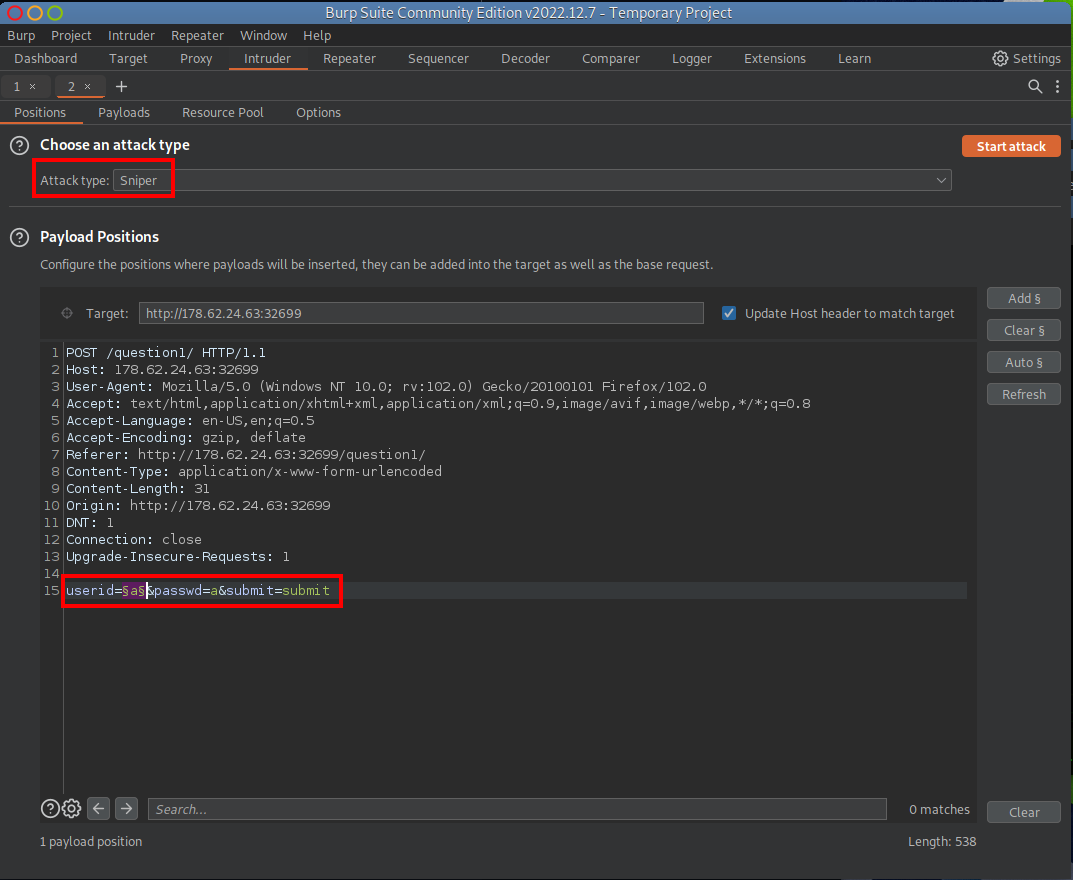 Burp Suite Community Edition v2022.12.7 - Temporary Project
Burp Project Intruder Repeater Window Help
Dashboard Target Proxy Intruder Repeater Sequencer Decoder Comparer Logger Extensions Learn Settings
1 × 2 × +
Positions Payloads Resource Pool Options
? Choose an attack type Start attack
Attack type: Sniper
? Payload Positions
Configure the positions where payloads will be inserted, they can be added into the target as well as the base request.
Target: http://178.62.24.63:32699 Update Host header to match target
Add §
Clear §
Auto §
Refresh
1 POST /question1/ HTTP/1.1
2 Host: 178.62.24.63:32699
3 User-Agent: Mozilla/5.0 (Windows NT 10.0; rv:102.0) Gecko/20100101 Firefox/102.0
4 Accept: text/html,application/xhtml+xml,application/xml;q=0.9,image/avif,image/webp,*/*;q=0.8
5 Accept-Language: en-US,en;q=0.5
6 Accept-Encoding: gzip, deflate
7 Referer: http://178.62.24.63:32699/question1/
8 Content-Type: application/x-www-form-urlencoded
9 Content-Length: 31
10 Origin: http://178.62.24.63:32699
11 DNT: 1
12 Connection: close
13 Upgrade-Insecure-Requests: 1
14
15 userid=§a§&passwd=a&submit=submit
? Search... 0 matches Clear
1 payload position Length: 538